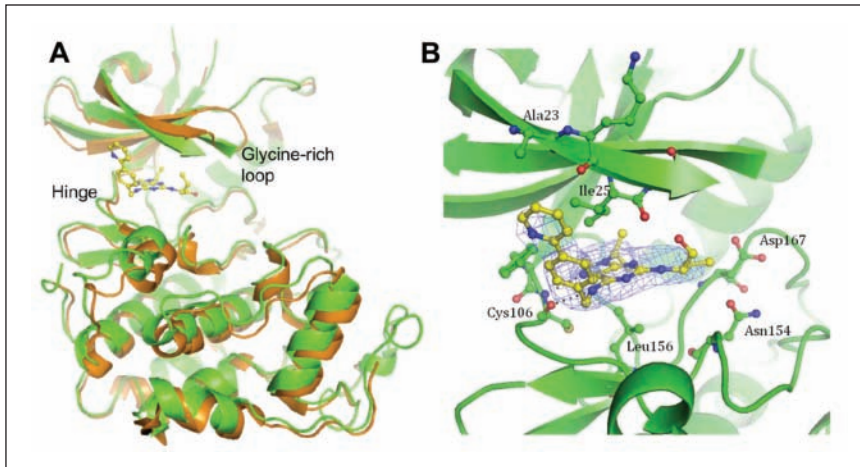 A
Glycine-rich
loop
Hinge
B
Ala23
Ile25
Asp167
Cys106
Asn154
Leu156